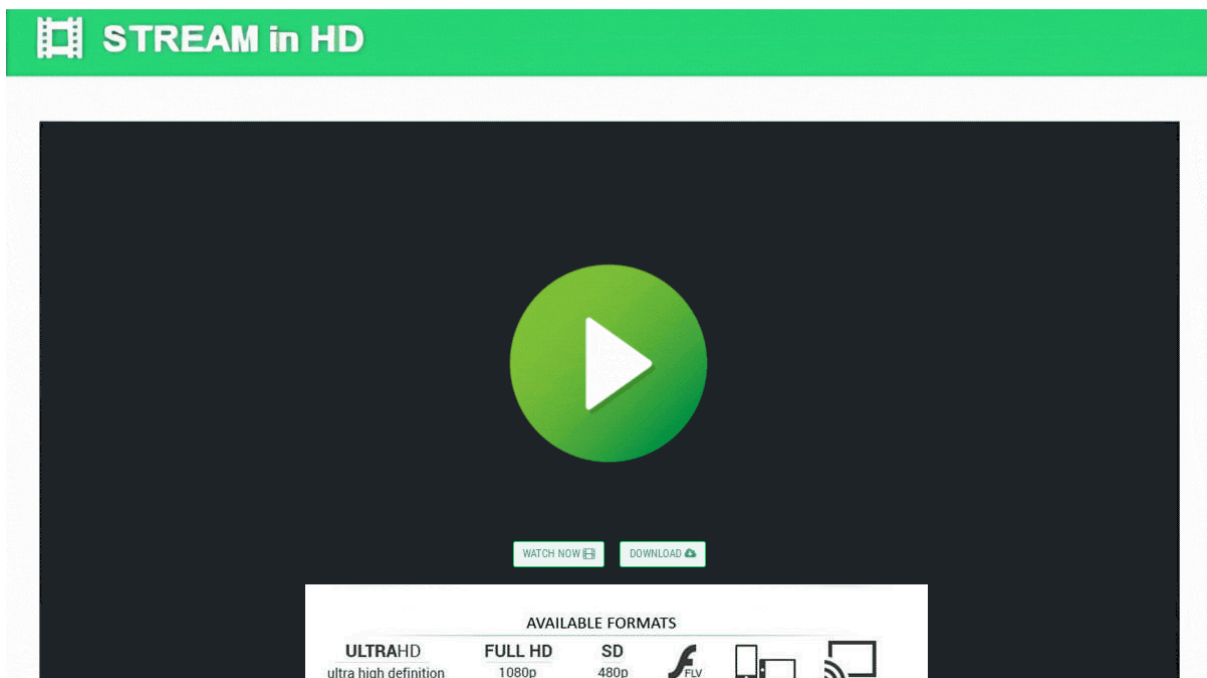 STREAM in HD
WATCH NOW
DOWNLOAD
AVAILABLE FORMATS
ULTRAHD
ultra high definition
FULL HD
1080p
SD
480p
FLV